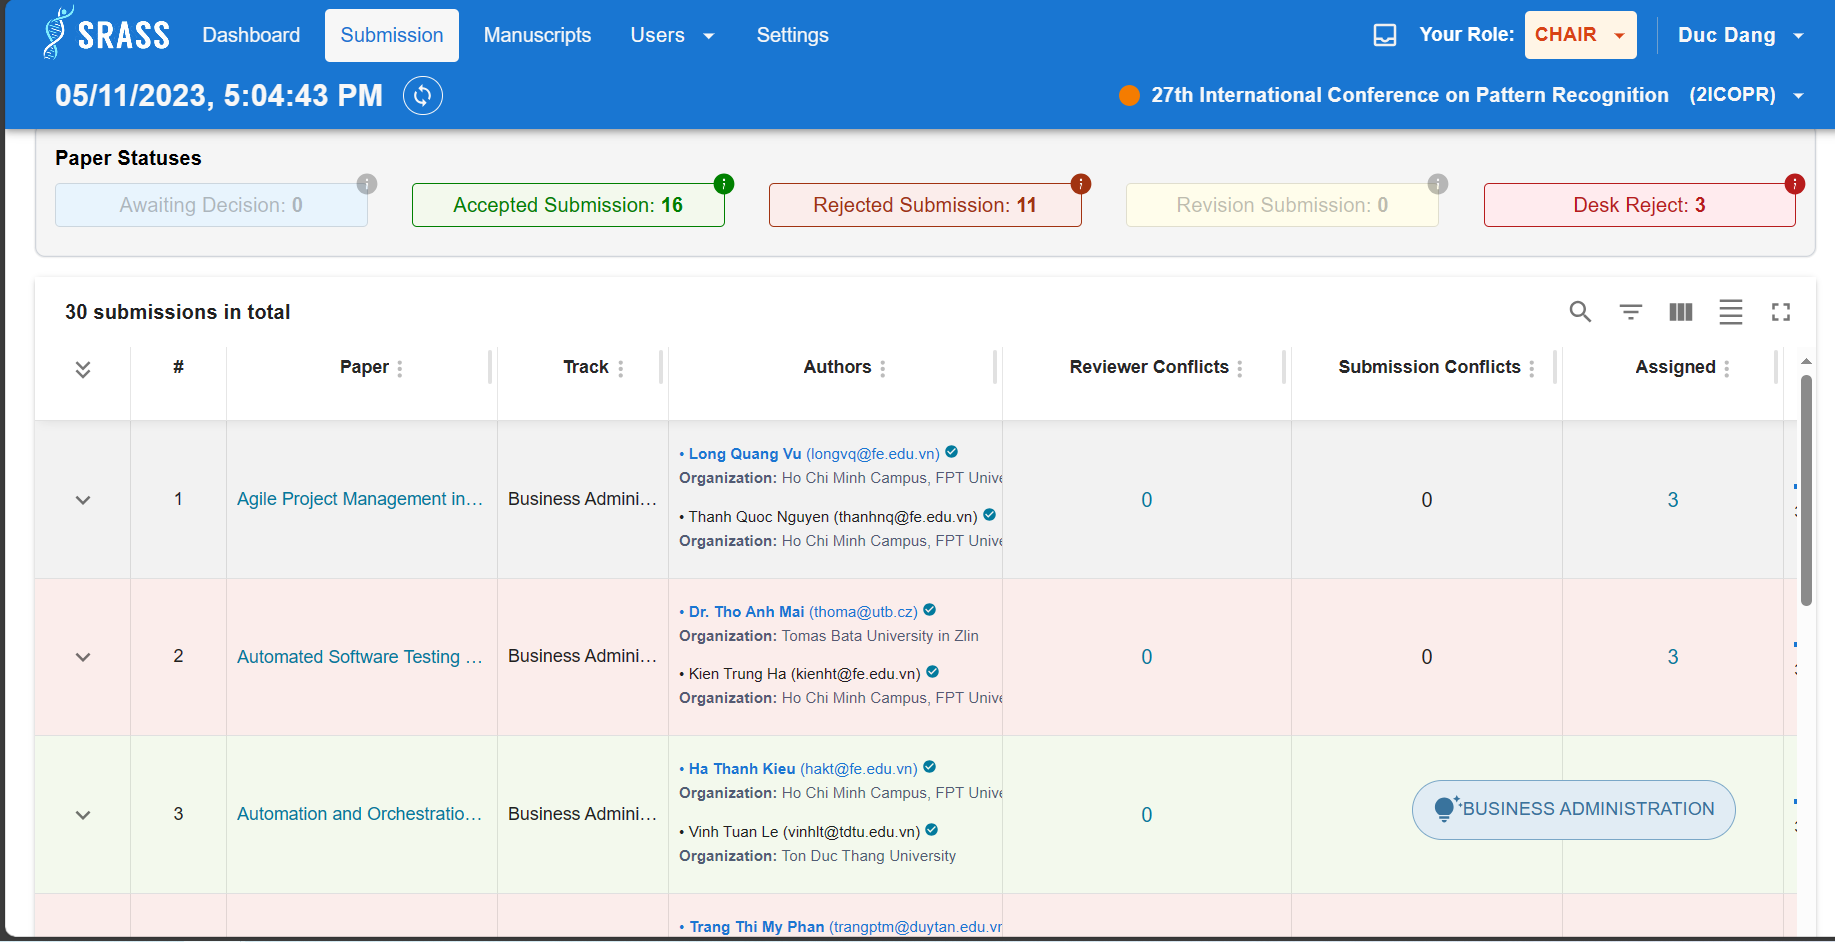 SRASS
Dashboard
Submission
Manuscripts
Users
Settings
Your Role:
CHAIR
Duc Dang
05/11/2023, 5:04:43 PM
27th International Conference on Pattern Recognition (2ICOPR)
Paper Statuses
Awaiting Decision: 0
Accepted Submission: 16
Rejected Submission: 11
Revision Submission: 0
Desk Reject: 3
30 submissions in total
#
Paper
Track
Authors
Reviewer Conflicts
Submission Conflicts
Assigned
1
Agile Project Management in...
Business Admini...
• Long Quang Vu (longvq@fe.edu.vn)
Organization: Ho Chi Minh Campus, FPT Unive
• Thanh Quoc Nguyen (thanhnq@fe.edu.vn)
Organization: Ho Chi Minh Campus, FPT Unive
0
0
3
2
Automated Software Testing ...
Business Admini...
• Dr. Tho Anh Mai (thoma@utb.cz)
Organization: Tomas Bata University in Zlin
• Kien Trung Ha (kienht@fe.edu.vn)
Organization: Ho Chi Minh Campus, FPT Unive
0
0
3
3
Automation and Orchestratio...
Business Admini...
• Ha Thanh Kieu (hakt@fe.edu.vn)
Organization: Ho Chi Minh Campus, FPT Unive
• Vinh Tuan Le (vinhlt@tdtu.edu.vn)
Organization: Ton Duc Thang University
0
BUSINESS ADMINISTRATION
• Trang Thi My Phan (trangptm@duytan.edu.vn